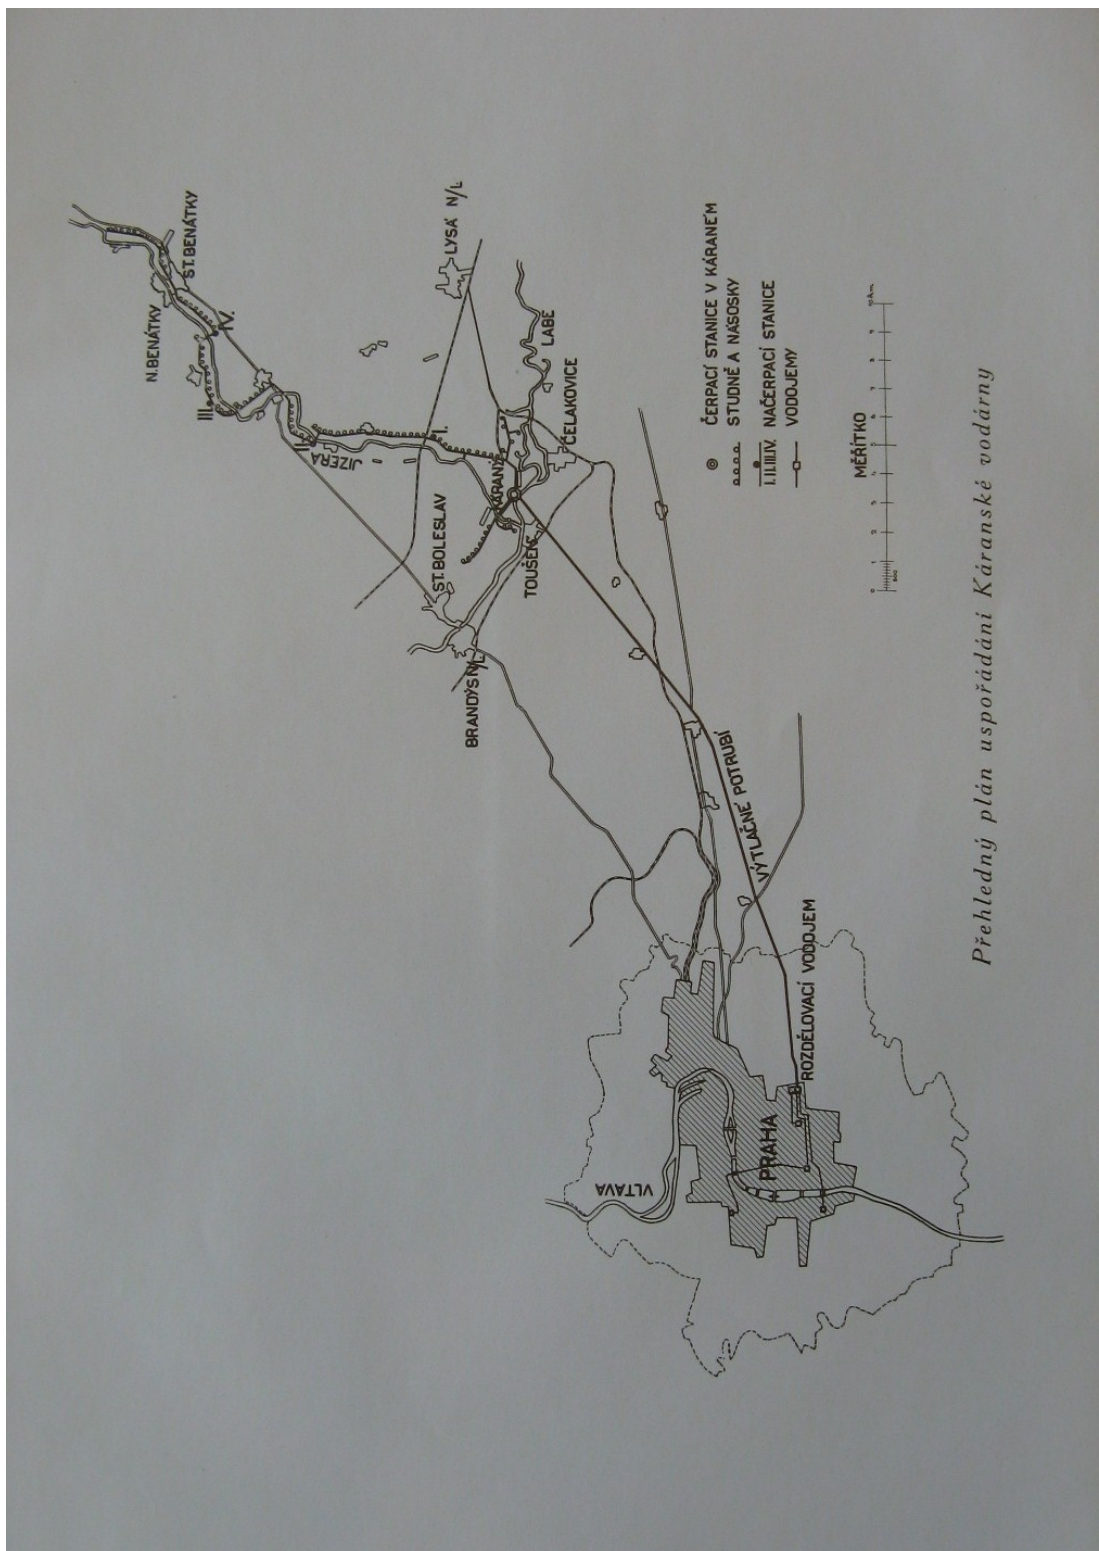 N. BENÁTKY
ST. BENÁTKY
IV.
III.
II.
JIZERA
I.
LYSÁ N/L
LABE
ČELAKOVICE
KÁRANÝ
ST. BOLESLAV
TOUŠEŇ
BRANDÝS N/L
VÝTLAČNÉ POTRUBÍ
ROZDĚLOVACÍ VODOJEM
PRAHA
VLTAVA
ČERPACÍ STANICE V KÁRANÉM
STUDNĚ A NÁSOSKY
I. II. III. IV. NAČERPACÍ STANICE
VODOJEMY
MĚŘÍTKO
Přehledný plán uspořádání Káranské vodárny